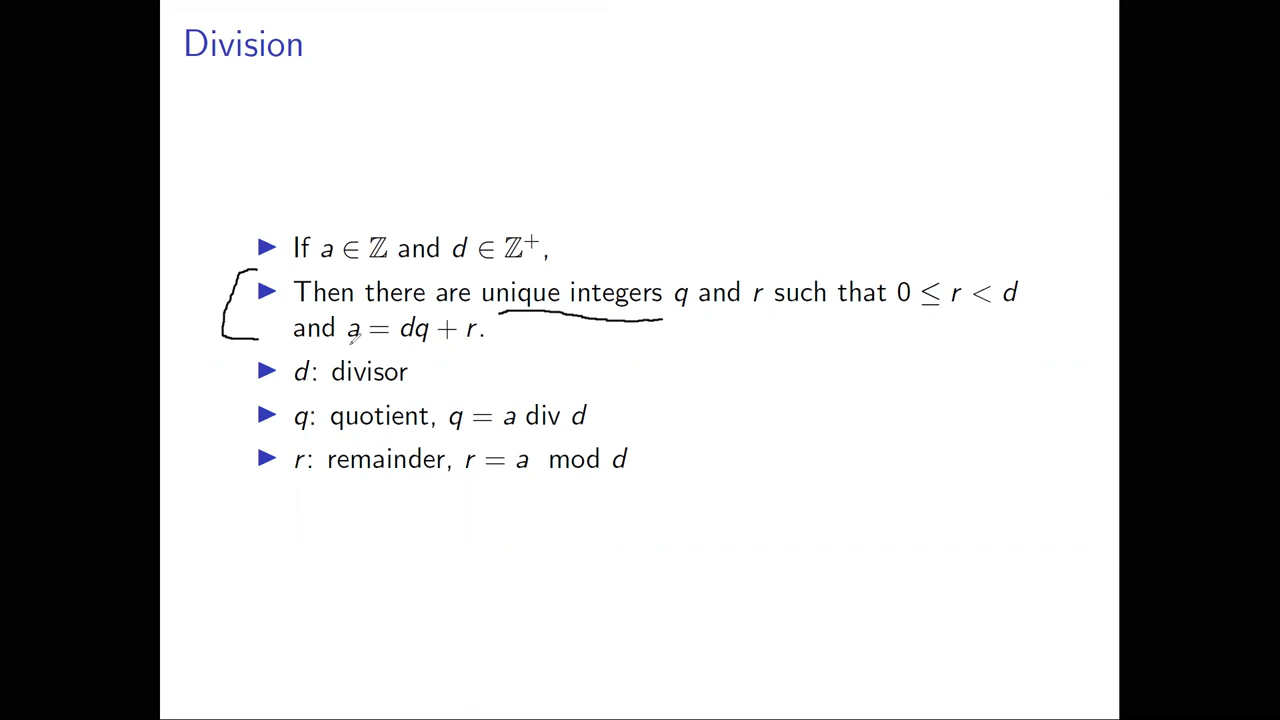 Division
▶ If a ∈ ℤ and d ∈ ℤ⁺,
▶ Then there are unique integers q and r such that 0 ≤ r < d
and a = dq + r.
▶ d: divisor
▶ q: quotient, q = a div d
▶ r: remainder, r = a mod d